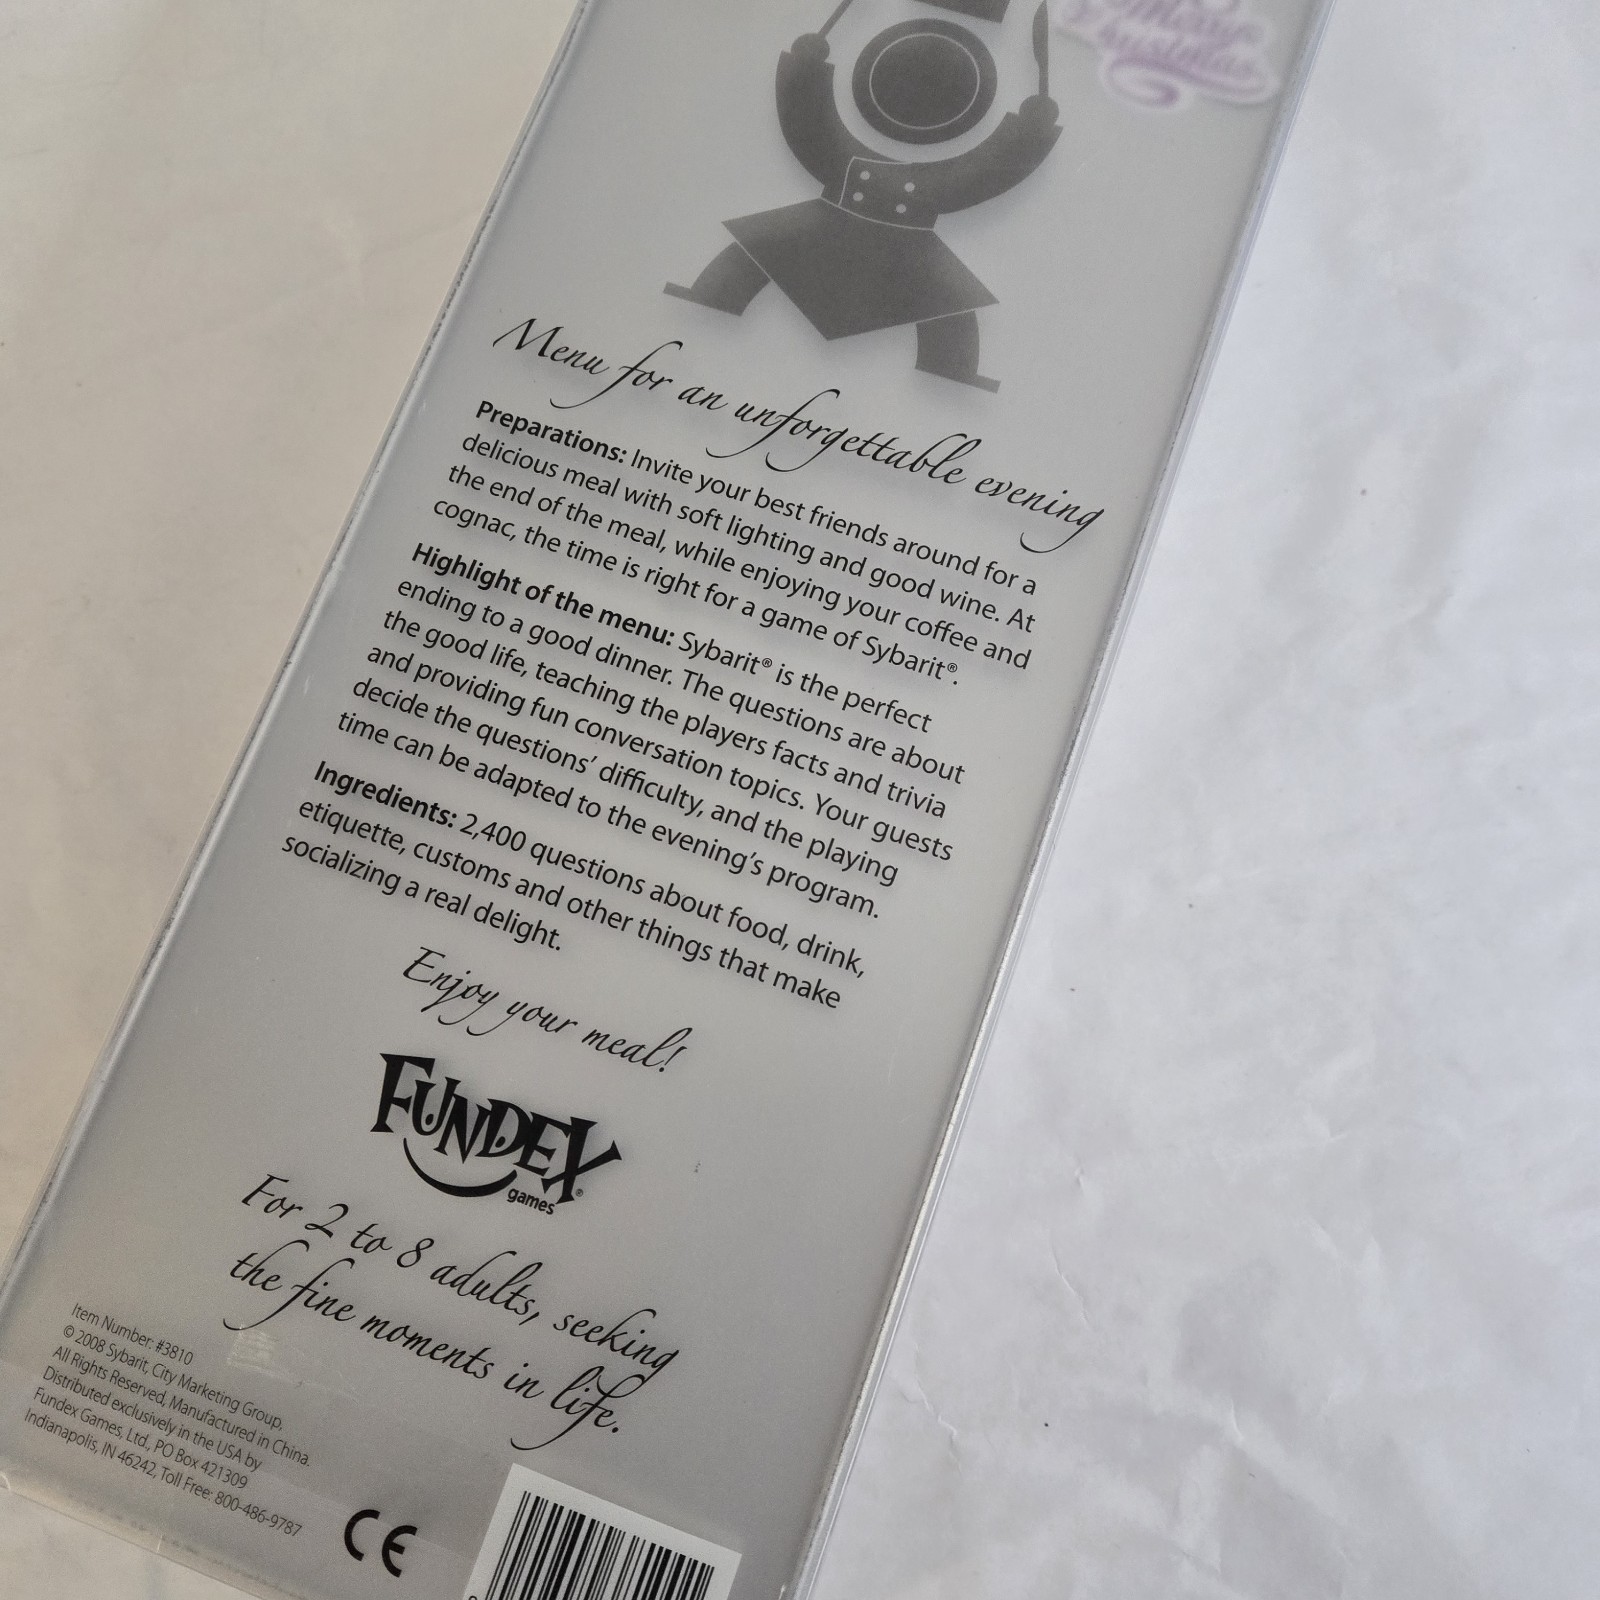 Menu for an unforgettable evening
Preparations: Invite your best friends around for a
delicious meal with soft lighting and good wine. At
the end of the meal, while enjoying your coffee and
cognac, the time is right for a game of Sybarit®.
Highlight of the menu: Sybarit® is the perfect
ending to a good dinner. The questions are about
the good life, teaching the players facts and trivia
and providing fun conversation topics. Your guests
decide the questions' difficulty, and the playing
time can be adapted to the evening's program.
Ingredients: 2,400 questions about food, drink,
etiquette, customs and other things that make
socializing a real delight.
Enjoy your meal!
FUNDEX®
games
For 2 to 8 adults, seeking
the fine moments in life.
Item Number: #3810
© 2008 Sybarit, City Marketing Group,
All Rights Reserved, Manufactured in China.
Distributed exclusively in the USA by
Fundex Games, Ltd., PO Box 421309
Indianapolis, IN 46242, Toll Free: 800-486-9787
CE